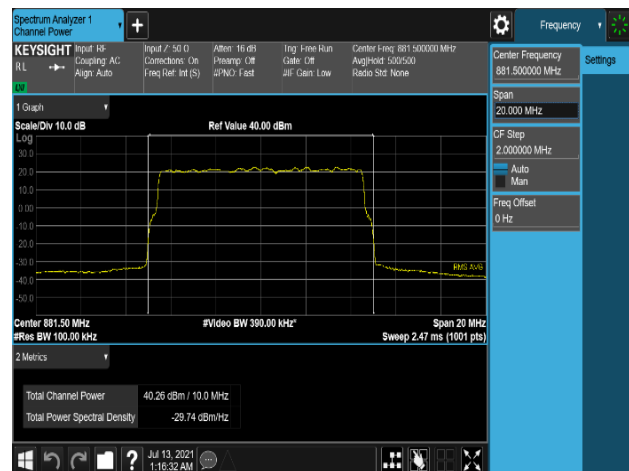 Spectrum Analyzer 1
Channel Power
Frequency
KEYSIGHT
RL
Input: RF
Coupling: AC
Align: Auto
Input Z: 50 Ω
Corrections: On
Freq Ref: Int (S)
Atten: 16 dB
Preamp: Off
#PNO: Fast
Trig: Free Run
Gate: Off
#IF Gain: Low
Center Freq: 881.500000 MHz
Avg|Hold: 500/500
Radio Std: None
1 Graph
Scale/Div 10.0 dB
Ref Value 40.00 dBm
Log
30.0
20.0
10.0
0.00
-10.0
-20.0
-30.0
-40.0
-50.0
RMS AVG
Center 881.50 MHz
#Video BW 390.00 kHz*
Span 20 MHz
#Res BW 100.00 kHz
Sweep 2.47 ms (1001 pts)
2 Metrics
Total Channel Power
40.26 dBm / 10.0 MHz
Total Power Spectral Density
-29.74 dBm/Hz
Center Frequency
881.500000 MHz
Settings
Span
20.000 MHz
CF Step
2.000000 MHz
Auto
Man
Freq Offset
0 Hz
?
Jul 13, 2021
1:16:32 AM